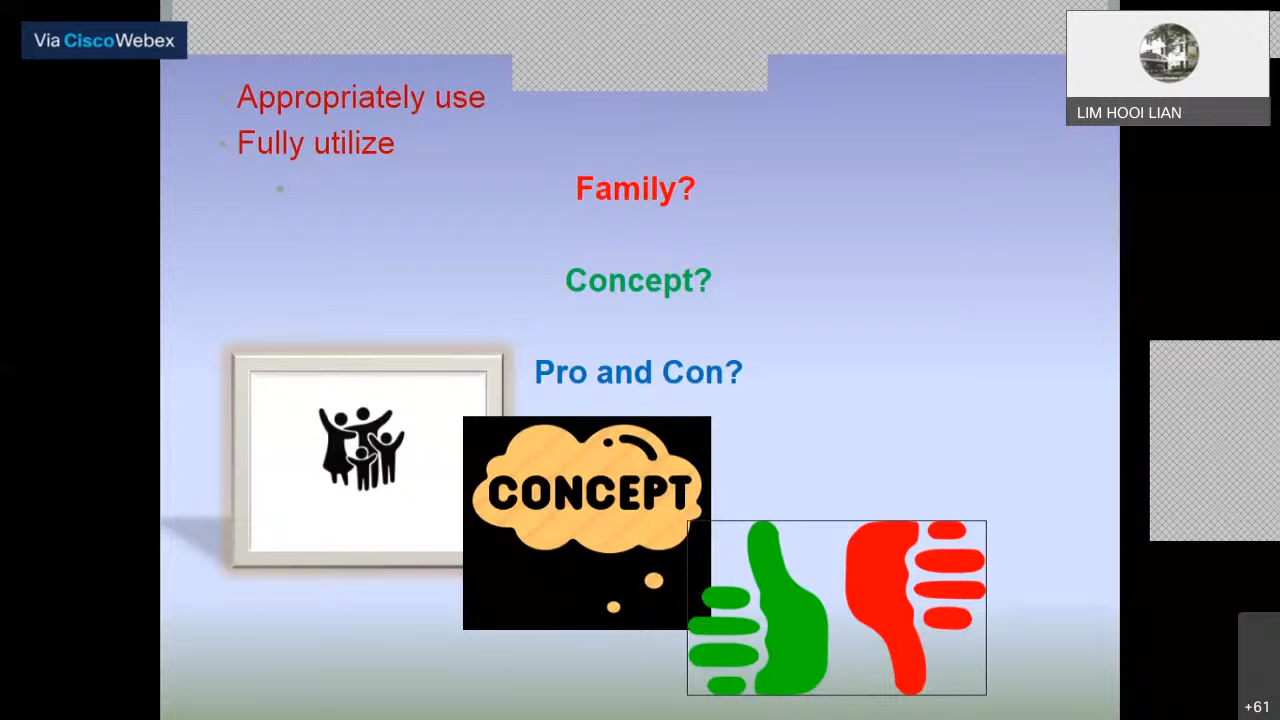 Via CiscoWebex
LIM HOOI LIAN
Appropriately use
Fully utilize
Family?
Concept?
Pro and Con?
CONCEPT
+61